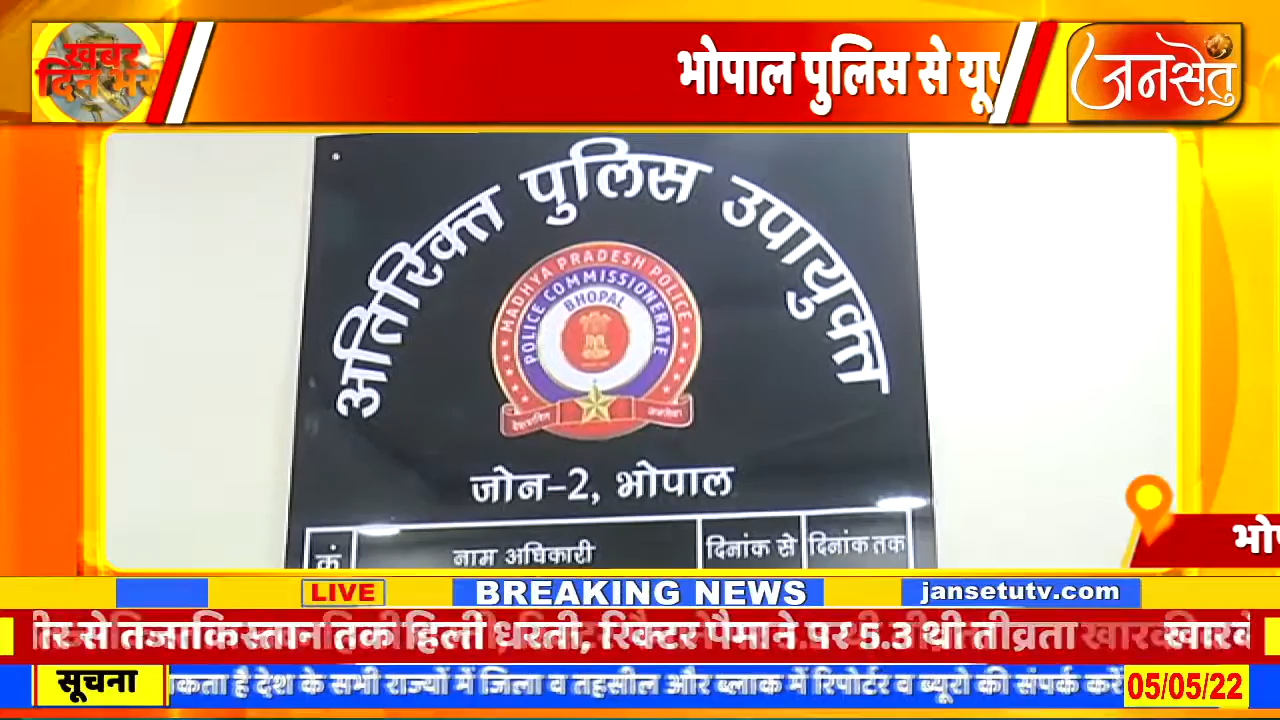 खबर
दिन भर
भोपाल पुलिस से
जनसेतु
अतिरिक्त पुलिस उपायुक्त
MADHYA PRADESH POLICE
POLICE COMMISSIONERATE
BHOPAL
जोन-2, भोपाल
कं
नाम अधिकारी
दिनांक से
दिनांक तक
LIVE
BREAKING NEWS
jansetutv.com
से तजाकिस्तान तक हिली धरती, रिक्टर पैमाने पर 5.3 थी तीव्रता
सूचना
है देश के सभी राज्यों में जिला व तहसील और ब्लाक में रिपोर्टर व ब्यूरो की संपर्क करें
05/05/22